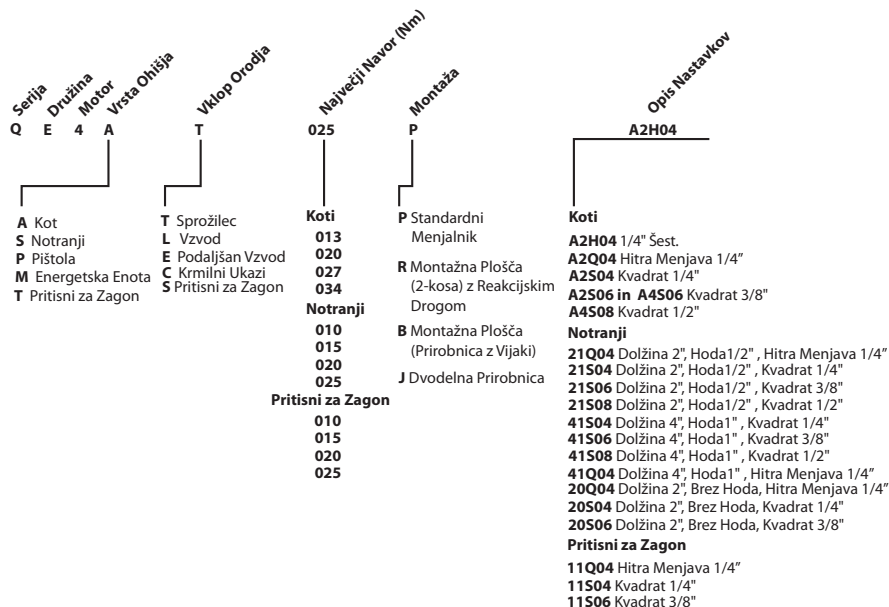 Serija
Družina
Motor
Vrsta Ohišja
Vklop Orodja
Največji Navor (Nm)
Montaža
Opis Nastavkov
Q E 4 A T 025 P A2H04
A Kot
S Notranji
P Pištola
M Energetska Enota
T Pritisni za Zagon
T Sprožilec
L Vzvod
E Podaljšan Vzvod
C Krmilni Ukazi
S Pritisni za Zagon
Koti
013
020
027
034
Notranji
010
015
020
025
Pritisni za Zagon
010
015
020
025
P Standardni
Menjalnik
R Montažna Plošča
(2-kosa) z Reakcijskim
Drogom
B Montažna Plošča
(Prirobnica z Vijaki)
J Dvodelna Prirobnica
Koti
A2H04 1/4" Šest.
A2Q04 Hitra Menjava 1/4”
A2S04 Kvadrat 1/4"
A2S06 in A4S06 Kvadrat 3/8"
A4S08 Kvadrat 1/2"
Notranji
21Q04 Dolžina 2", Hoda1/2" , Hitra Menjava 1/4”
21S04 Dolžina 2", Hoda1/2" , Kvadrat 1/4"
21S06 Dolžina 2", Hoda1/2" , Kvadrat 3/8"
21S08 Dolžina 2", Hoda1/2" , Kvadrat 1/2"
41S04 Dolžina 4", Hoda1" , Kvadrat 1/4"
41S06 Dolžina 4", Hoda1" , Kvadrat 3/8"
41S08 Dolžina 4", Hoda1" , Kvadrat 1/2"
41Q04 Dolžina 4", Hoda1" , Hitra Menjava 1/4”
20Q04 Dolžina 2", Brez Hoda, Hitra Menjava 1/4”
20S04 Dolžina 2", Brez Hoda, Kvadrat 1/4"
20S06 Dolžina 2", Brez Hoda, Kvadrat 3/8"
Pritisni za Zagon
11Q04 Hitra Menjava 1/4”
11S04 Kvadrat 1/4"
11S06 Kvadrat 3/8"